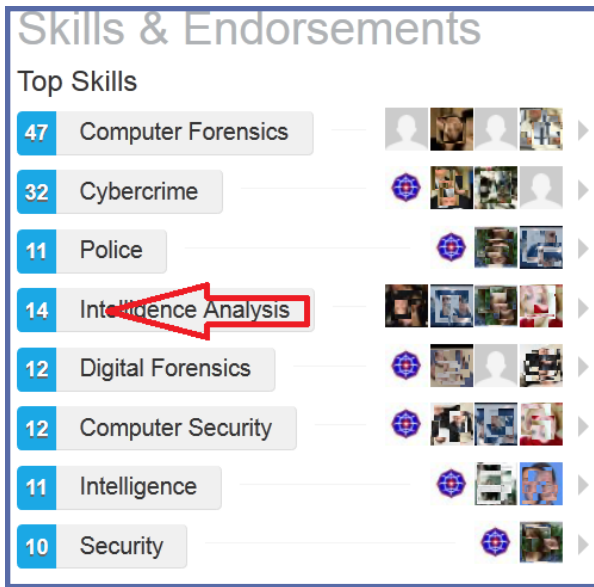 Skills & Endorsements
Top Skills
47 Computer Forensics
32 Cybercrime
11 Police
14 Intelligence Analysis
12 Digital Forensics
12 Computer Security
11 Intelligence
10 Security